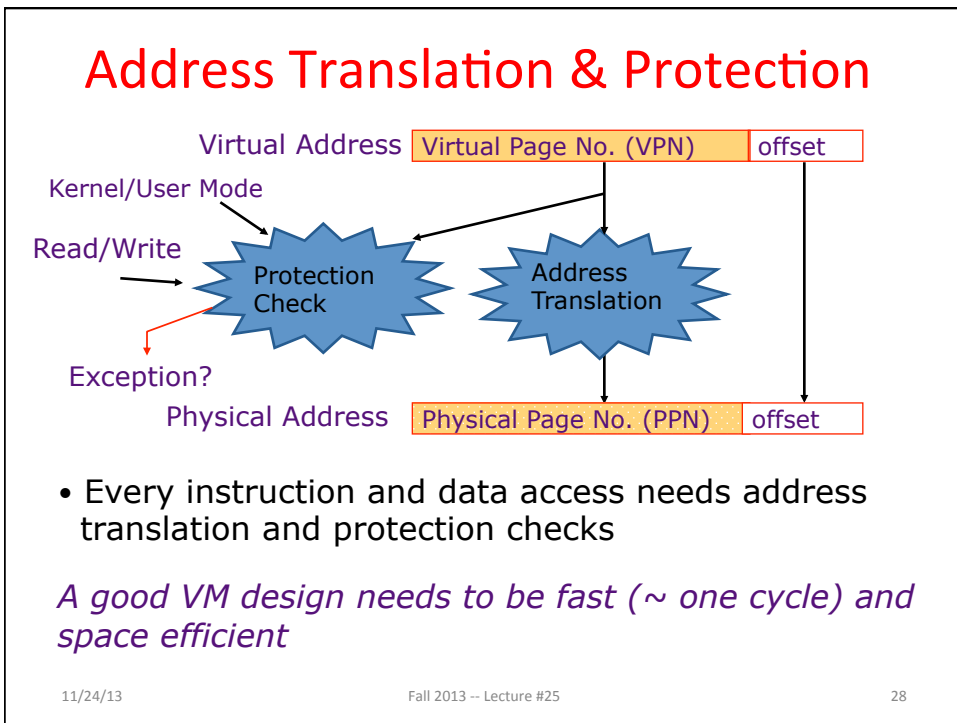 Address Translation & Protection
Virtual Address Virtual Page No. (VPN) offset
Kernel/User Mode
Read/Write
Protection
Check
Address
Translation
Exception?
Physical Address Physical Page No. (PPN) offset
• Every instruction and data access needs address
translation and protection checks
A good VM design needs to be fast (~ one cycle) and
space efficient
11/24/13 Fall 2013 -- Lecture #25 28